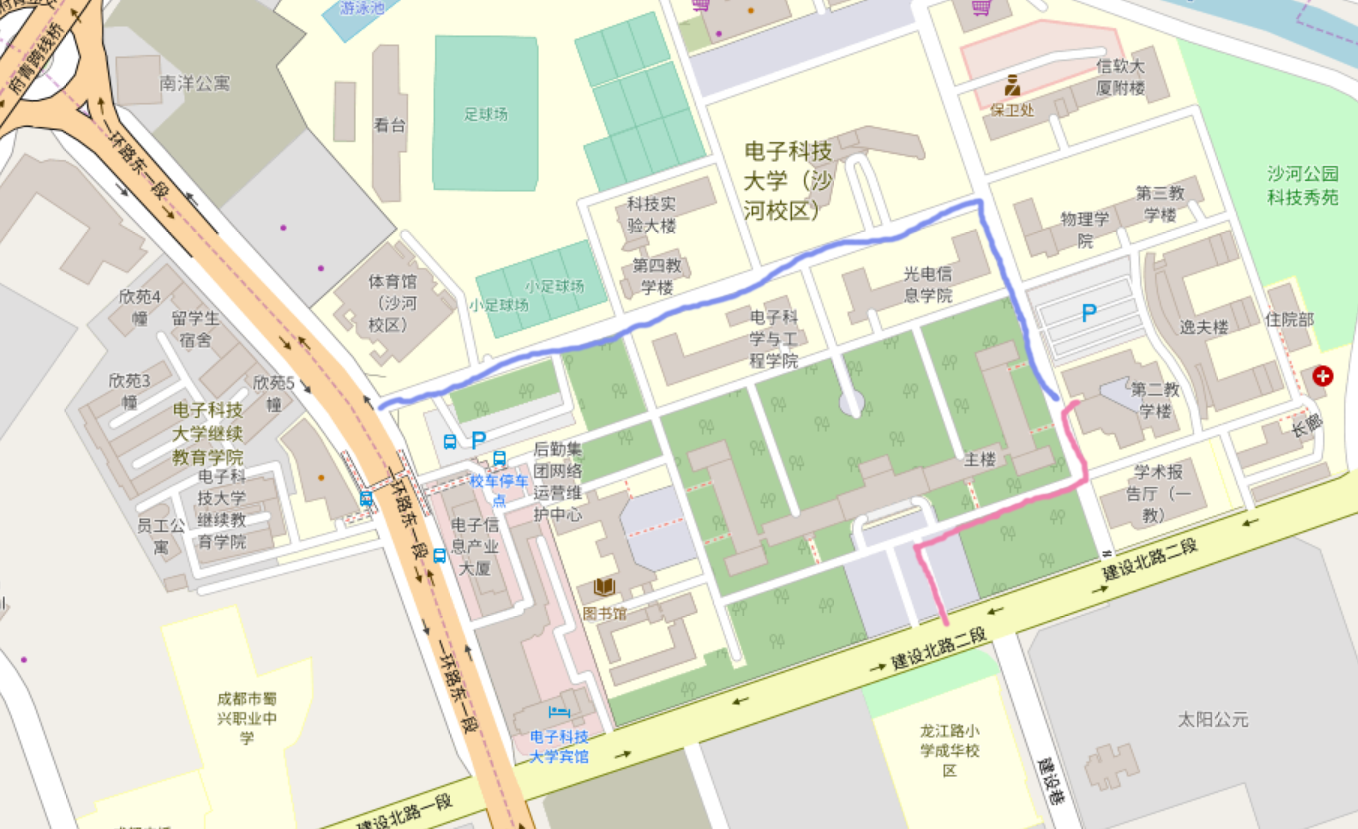 游泳池
府青跨线桥
南洋公寓
看台
足球场
一环路东一段
电子科技
大学（沙
河校区）
信软大
厦附楼
保卫处
沙河公园
科技秀苑
科技实
验大楼
第四教
学楼
第三教
学楼
物理学
院
体育馆
（沙河
校区）
小足球场
小足球场
光电信
息学院
P
逸夫楼
住院部
欣苑4
幢
留学生
宿舍
电子科
学与工
程学院
欣苑3
幢
欣苑5
幢
第二教
学楼
长廊
电子科技
大学继续
教育学院
P
后勤集
团网络
运营维
护中心
主楼
校车停车
点
电子科
技大学
继续教
育学院
员工公
寓
一环路东一段
电子信
息产业
大厦
学术报
告厅（一
教）
建设北路二段
图书馆
建设北路二段
一环路东一段
成都市蜀
兴职业中
学
电子科技
大学宾馆
龙江路小
学成华校
区
太阳公元
建设巷
建设北路一段